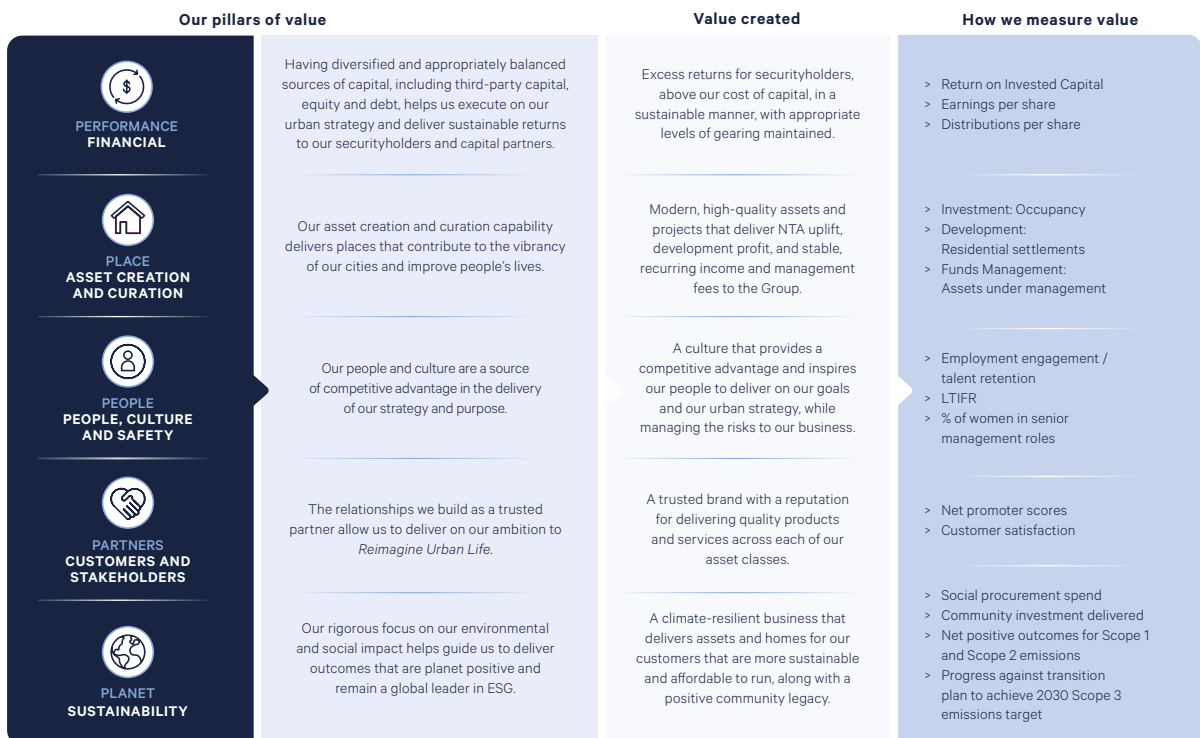 Our pillars of value
Value created
How we measure value
PERFORMANCE
FINANCIAL
Having diversified and appropriately balanced
sources of capital, including third-party capital,
equity and debt, helps us execute on our
urban strategy and deliver sustainable returns
to our securityholders and capital partners.
Excess returns for securityholders,
above our cost of capital, in a
sustainable manner, with appropriate
levels of gearing maintained.
> Return on Invested Capital
> Earnings per share
> Distributions per share
PLACE
ASSET CREATION
AND CURATION
Our asset creation and curation capability
delivers places that contribute to the vibrancy
of our cities and improve people's lives.
Modern, high-quality assets and
projects that deliver NTA uplift,
development profit, and stable,
recurring income and management
fees to the Group.
> Investment: Occupancy
> Development:
Residential settlements
> Funds Management:
Assets under management
PEOPLE
PEOPLE, CULTURE
AND SAFETY
Our people and culture are a source
of competitive advantage in the delivery
of our strategy and purpose.
A culture that provides a
competitive advantage and inspires
our people to deliver on our goals
and our urban strategy, while
managing the risks to our business.
> Employment engagement /
talent retention
> LTIFR
> % of women in senior
management roles
PARTNERS
CUSTOMERS AND
STAKEHOLDERS
The relationships we build as a trusted
partner allow us to deliver on our ambition to
Reimagine Urban Life.
A trusted brand with a reputation
for delivering quality products
and services across each of our
asset classes.
> Net promoter scores
> Customer satisfaction
PLANET
SUSTAINABILITY
Our rigorous focus on our environmental
and social impact helps guide us to deliver
outcomes that are planet positive and
remain a global leader in ESG.
A climate-resilient business that
delivers assets and homes for our
customers that are more sustainable
and affordable to run, along with a
positive community legacy.
> Social procurement spend
> Community investment delivered
> Net positive outcomes for Scope 1
and Scope 2 emissions
> Progress against transition
plan to achieve 2030 Scope 3
emissions target